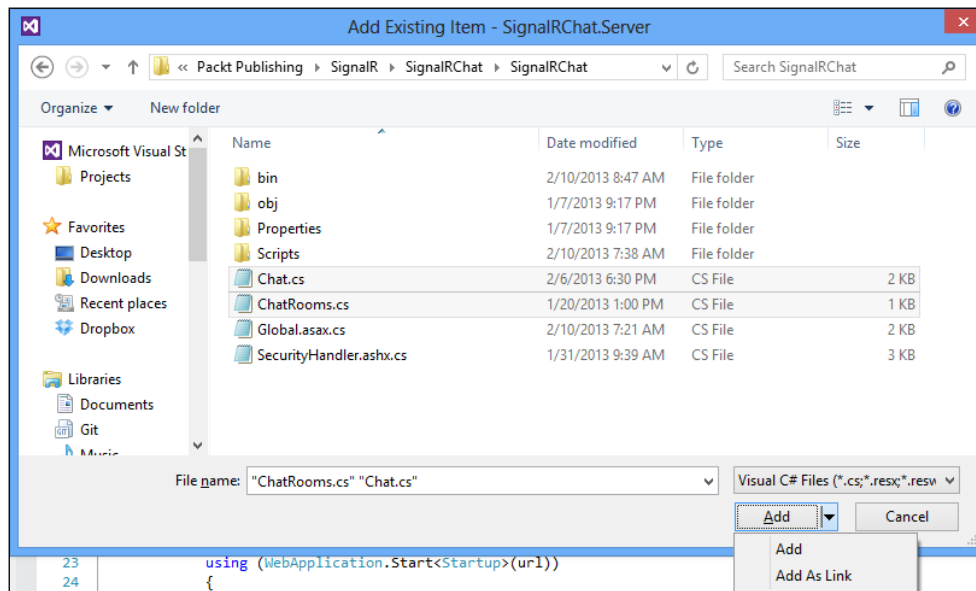 Add Existing Item - SignalRChat.Server
« Packt Publishing SignalR SignalRChat SignalRChat
Search SignalRChat
Organize New folder
Name Date modified Type Size
Microsoft Visual St
Projects
Favorites
Desktop
Downloads
Recent places
Dropbox
Libraries
Documents
Git
Music
bin 2/10/2013 8:47 AM File folder
obj 1/7/2013 9:17 PM File folder
Properties 1/7/2013 9:17 PM File folder
Scripts 2/10/2013 7:38 AM File folder
Chat.cs 2/6/2013 6:30 PM CS File 2 KB
ChatRooms.cs 1/20/2013 1:00 PM CS File 1 KB
Global.asax.cs 2/10/2013 7:21 AM CS File 2 KB
SecurityHandler.ashx.cs 1/31/2013 9:39 AM CS File 3 KB
File name: "ChatRooms.cs" "Chat.cs"
Visual C# Files (*.cs;*.resx;*.resw
Add Cancel
Add
Add As Link
23 using (WebApplication.Start<Startup>(url))
24 {